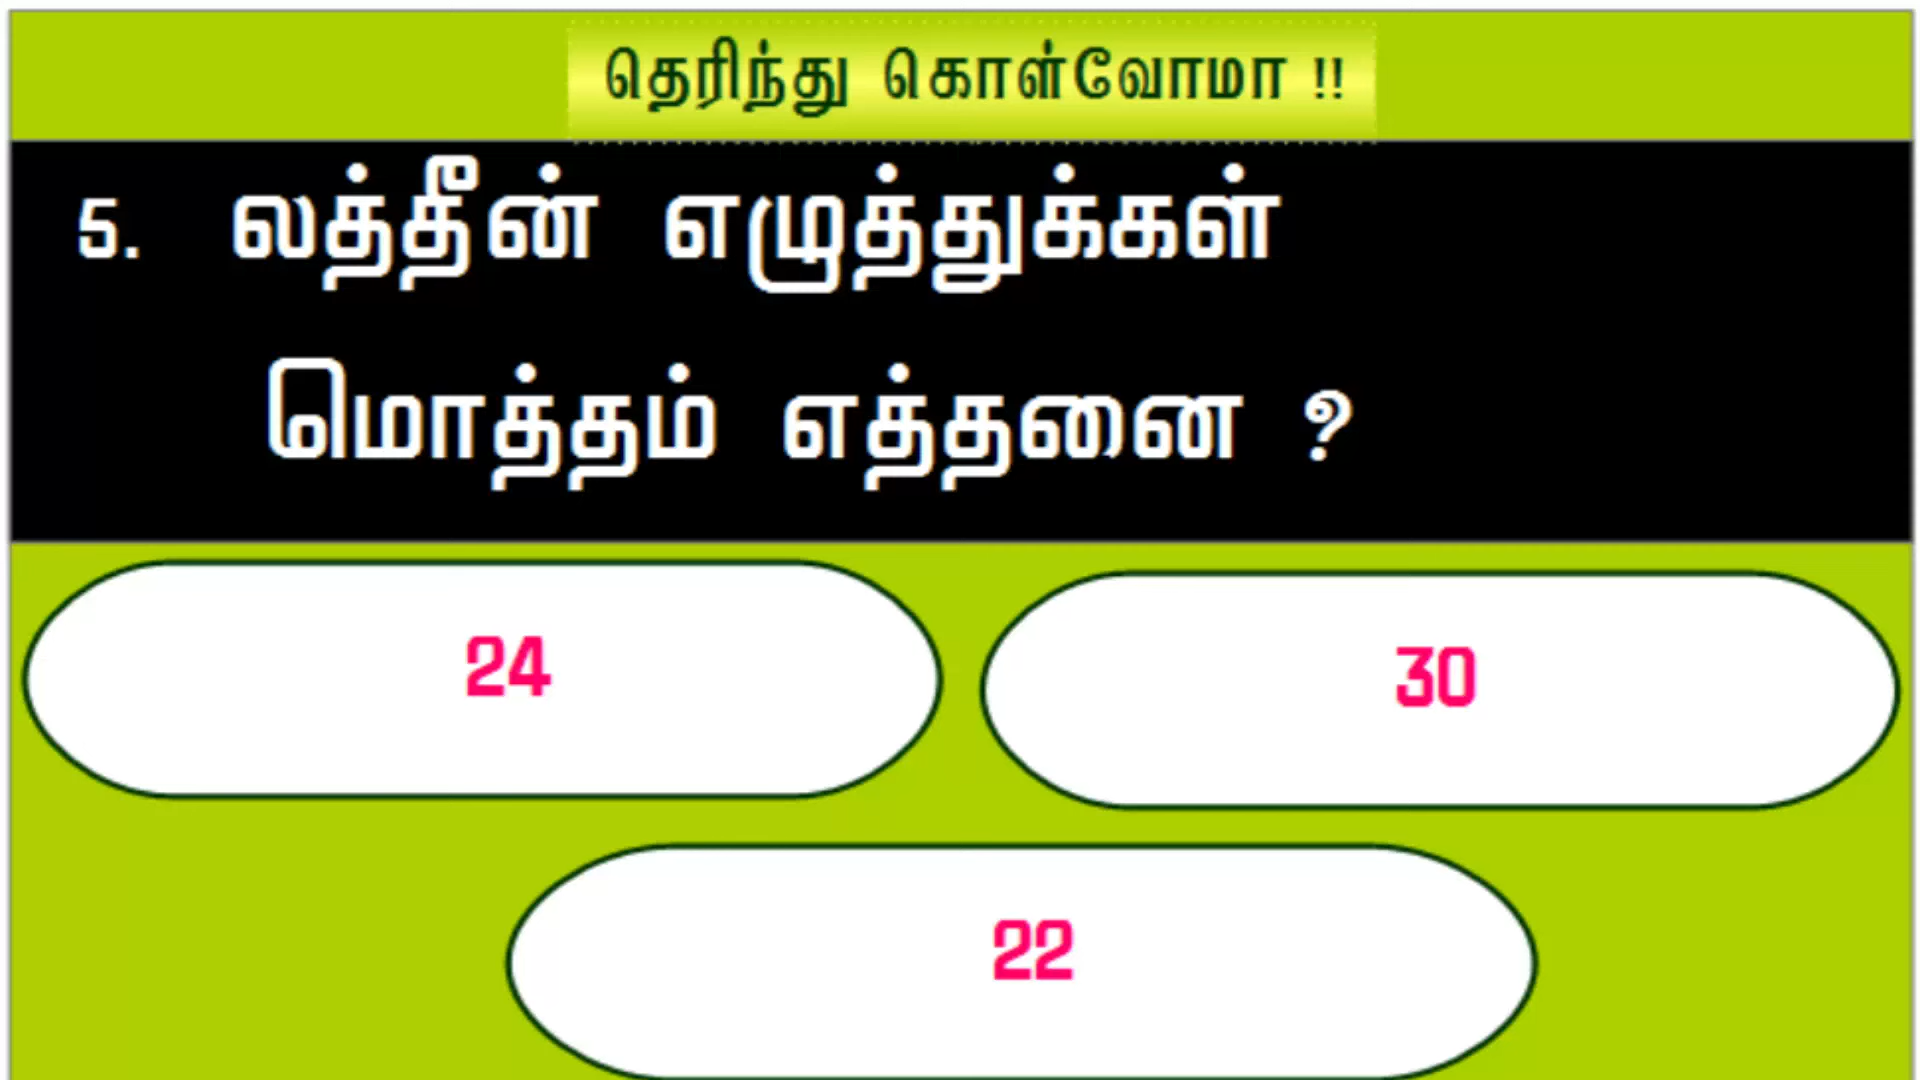 தெரிந்து கொள்வோமா !!
5. லத்தீன் எழுத்துக்கள்
மொத்தம் எத்தனை ?
24
30
22